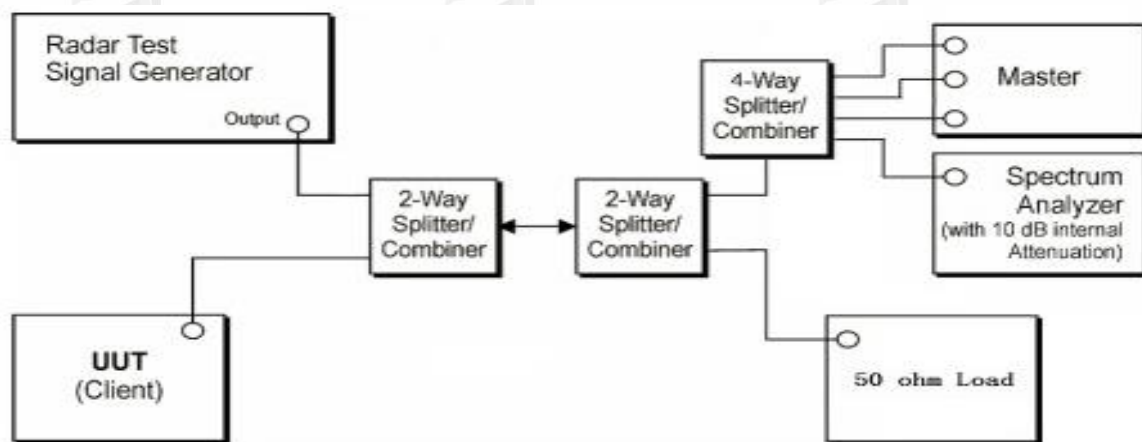 Radar Test
Signal Generator
Output
4-Way
Splitter/
Combiner
Master
Spectrum
Analyzer
(with 10 dB internal
Attenuation)
2-Way
Splitter/
Combiner
2-Way
Splitter/
Combiner
UUT
(Client)
50 ohm Load